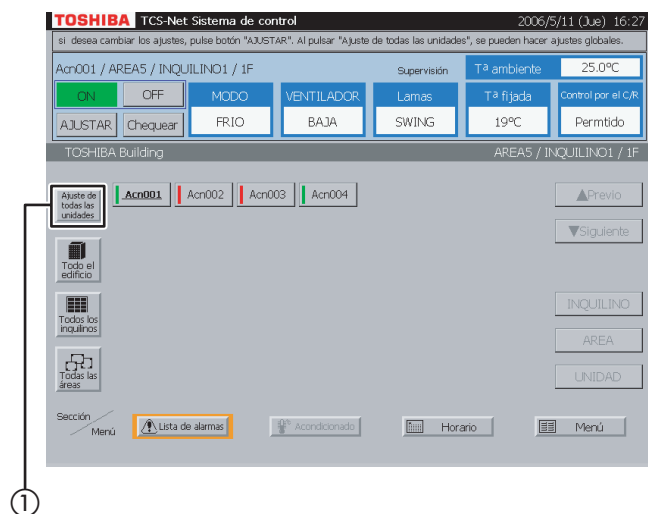 TOSHIBA TCS-Net Sistema de control 2006/5/11 (Jue) 16:27
si desea cambiar los ajustes, pulse botón "AJUSTAR". Al pulsar "Ajuste de todas las unidades", se pueden hacer ajustes globales.
Acn001 / AREA5 / INQUILINO1 / 1F Supervisión Tª ambiente 25.0ºC
ON OFF MODO VENTILADOR Lamas Tª fijada Control por el C/R
AJUSTAR Chequear FRIO BAJA SWING 19ºC Permtido
TOSHIBA Building AREA5 / INQUILINO1 / 1F
Ajuste de
todas las
unidades
Acn001 Acn002 Acn003 Acn004 ▲Previo
▼Siguiente
Todo el
edificio
Todos los
inquilinos
INQUILINO
AREA
Todas las
áreas
UNIDAD
Sección
Menú
Lista de alarmas Acondicionado Horario Menú
①